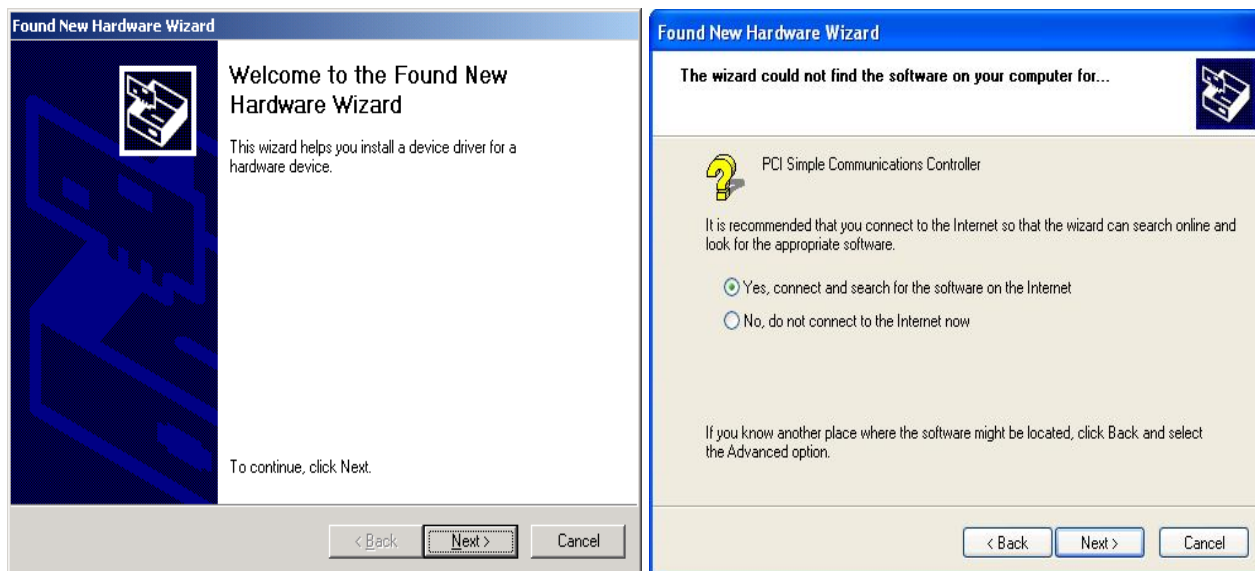 Found New Hardware Wizard
Welcome to the Found New
Hardware Wizard
This wizard helps you install a device driver for a
hardware device.
To continue, click Next.
< Back
Next >
Cancel
Found New Hardware Wizard
The wizard could not find the software on your computer for...
PCI Simple Communications Controller
It is recommended that you connect to the Internet so that the wizard can search online and
look for the appropriate software.
Yes, connect and search for the software on the Internet
No, do not connect to the Internet now
If you know another place where the software might be located, click Back and select
the Advanced option.
< Back
Next >
Cancel